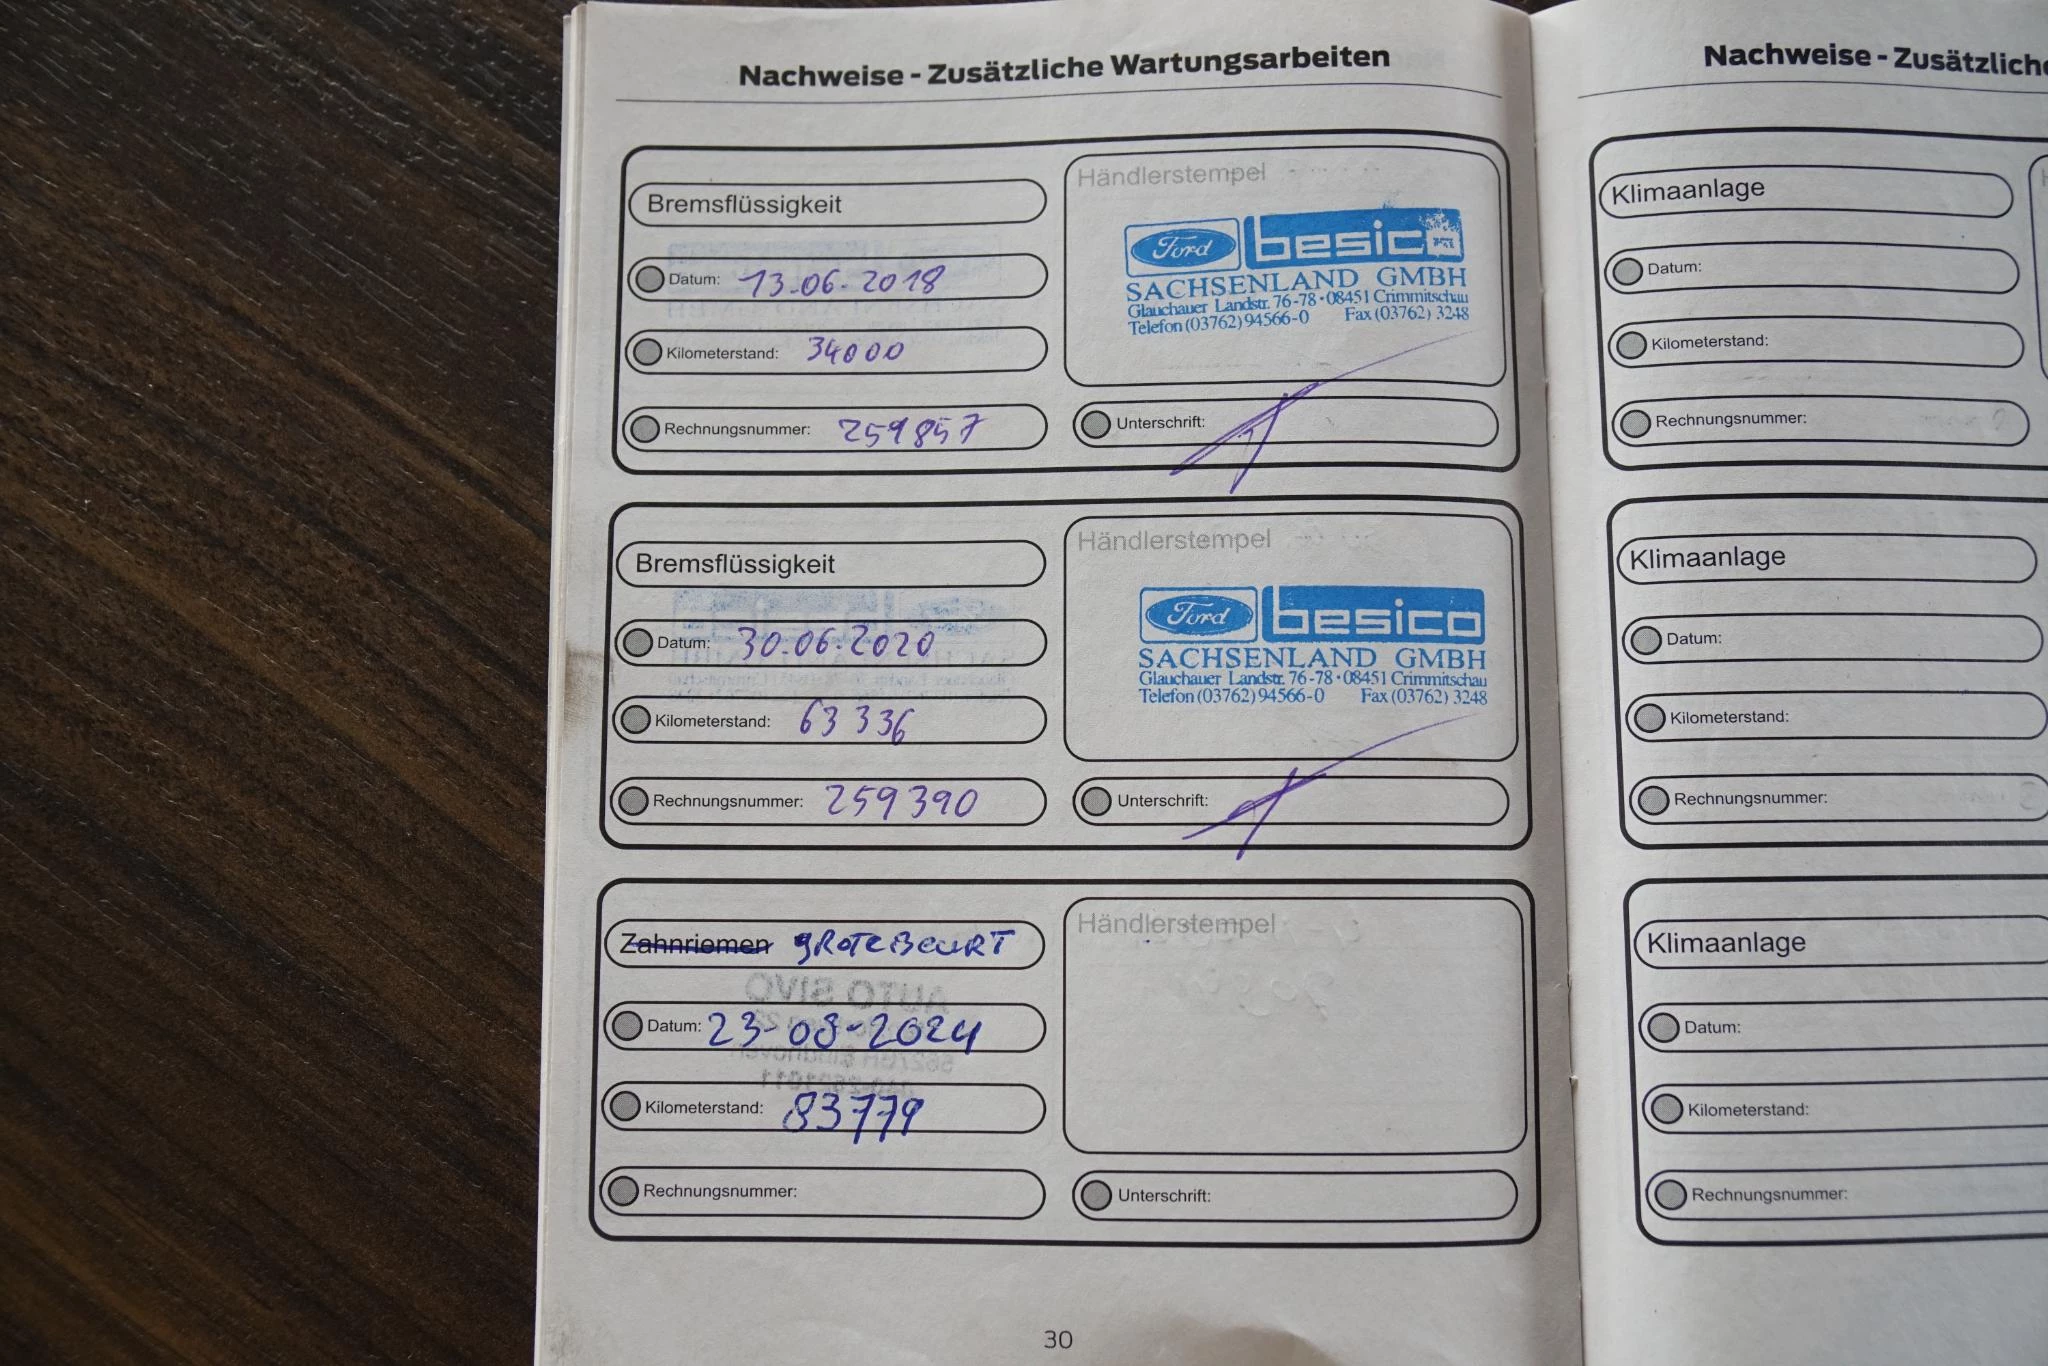 Nachweise - Zusätzliche Wartungsarbeiten
Bremsflüssigkeit
Datum: 13.06.2018
Kilometerstand: 34000
Rechnungsnummer: 259857
Händlerstempel
Ford besico
SACHSENLAND GMBH
Glauchauer Landstr. 76-78 · 08451 Crimmitschau
Telefon (03762) 94566-0 Fax (03762) 3248
Unterschrift:
Bremsflüssigkeit
Datum: 30.06.2020
Kilometerstand: 63336
Rechnungsnummer: 259390
Händlerstempel
Ford besico
SACHSENLAND GMBH
Glauchauer Landstr. 76-78 · 08451 Crimmitschau
Telefon (03762) 94566-0 Fax (03762) 3248
Unterschrift:
Zahnriemen gROTE BEURT
AUTO SIVO
Datum: 23-08-2024
Kilometerstand: 83779
Rechnungsnummer:
Händlerstempel
Unterschrift:
30
Nachweise - Zusätzliche
Klimaanlage
Datum:
Kilometerstand:
Rechnungsnummer:
Klimaanlage
Datum:
Kilometerstand:
Rechnungsnummer:
Klimaanlage
Datum:
Kilometerstand:
Rechnungsnummer: